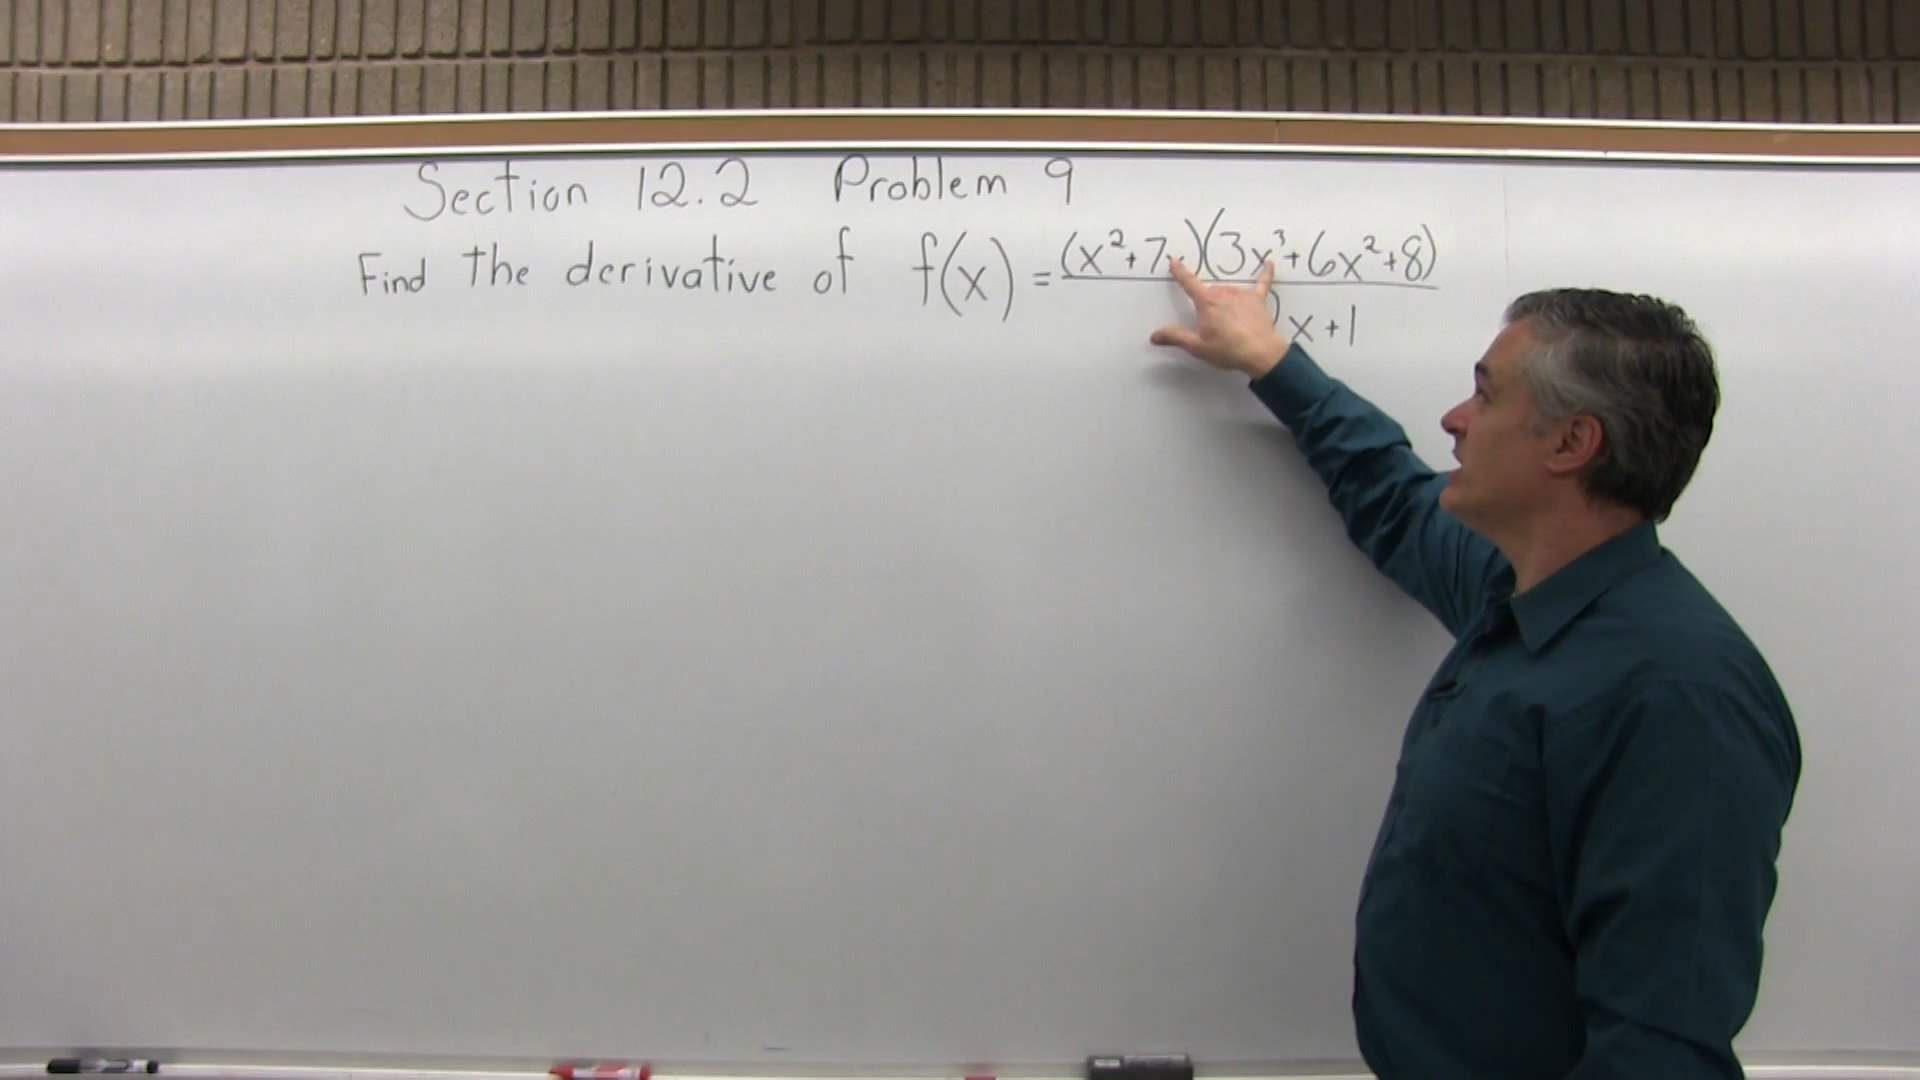 Section 12.2 Problem 9
Find the derivative of f(x) = (x²+7x)(3x³+6x²+8)
x+1